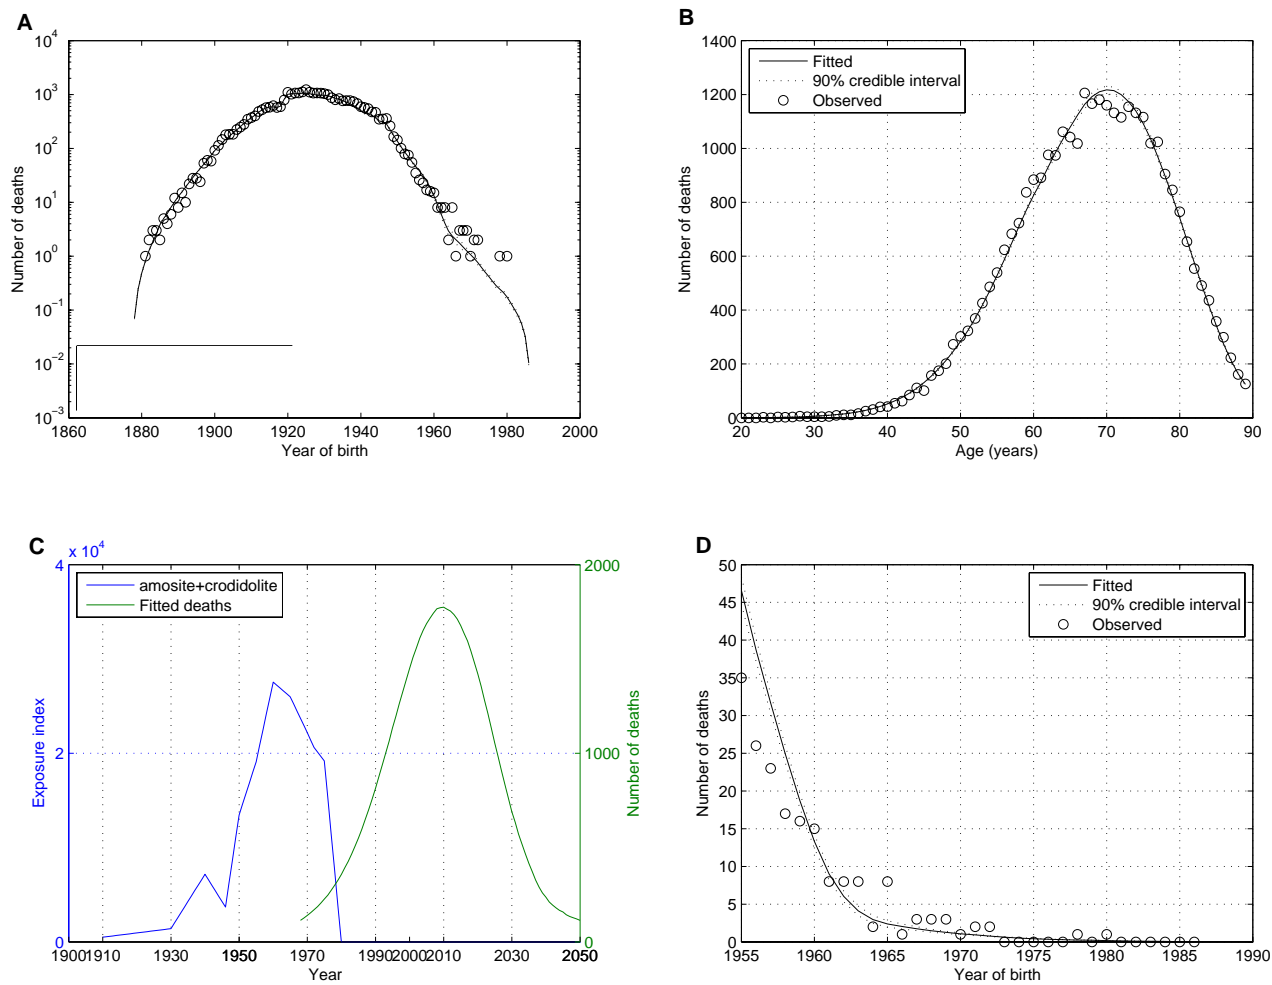 A
10^4
10^3
10^2
10^1
10^0
10^−1
10^−2
10^−3
Number of deaths
1860 1880 1900 1920 1940 1960 1980 2000
Year of birth
B
1400
1200
1000
800
600
400
200
0
Number of deaths
Fitted
90% credible interval
Observed
20 30 40 50 60 70 80 90
Age (years)
C
x 10^4
4
2
0
Exposure index
amosite+crodidolite
Fitted deaths
2000
1000
0
Number of deaths
1900 1910 1930 1950 1970 1990 2000 2010 2030 2050
Year
D
50
45
40
35
30
25
20
15
10
5
0
Number of deaths
Fitted
90% credible interval
Observed
1955 1960 1965 1970 1975 1980 1985 1990
Year of birth